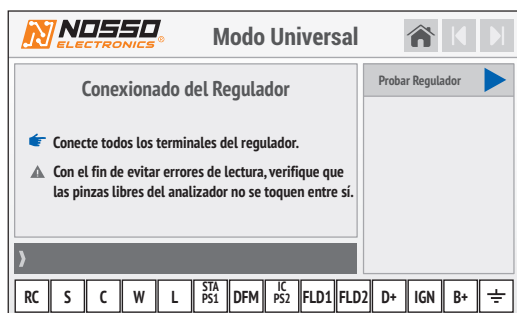 NOSSO
ELECTRONICS®
Modo Universal
Conexionado del Regulador
Conecte todos los terminales del regulador.
Con el fin de evitar errores de lectura, verifique que
las pinzas libres del analizador no se toquen entre sí.
Probar Regulador
RC S C W L STA PS1 DFM IC PS2 FLD1 FLD2 D+ IGN B+